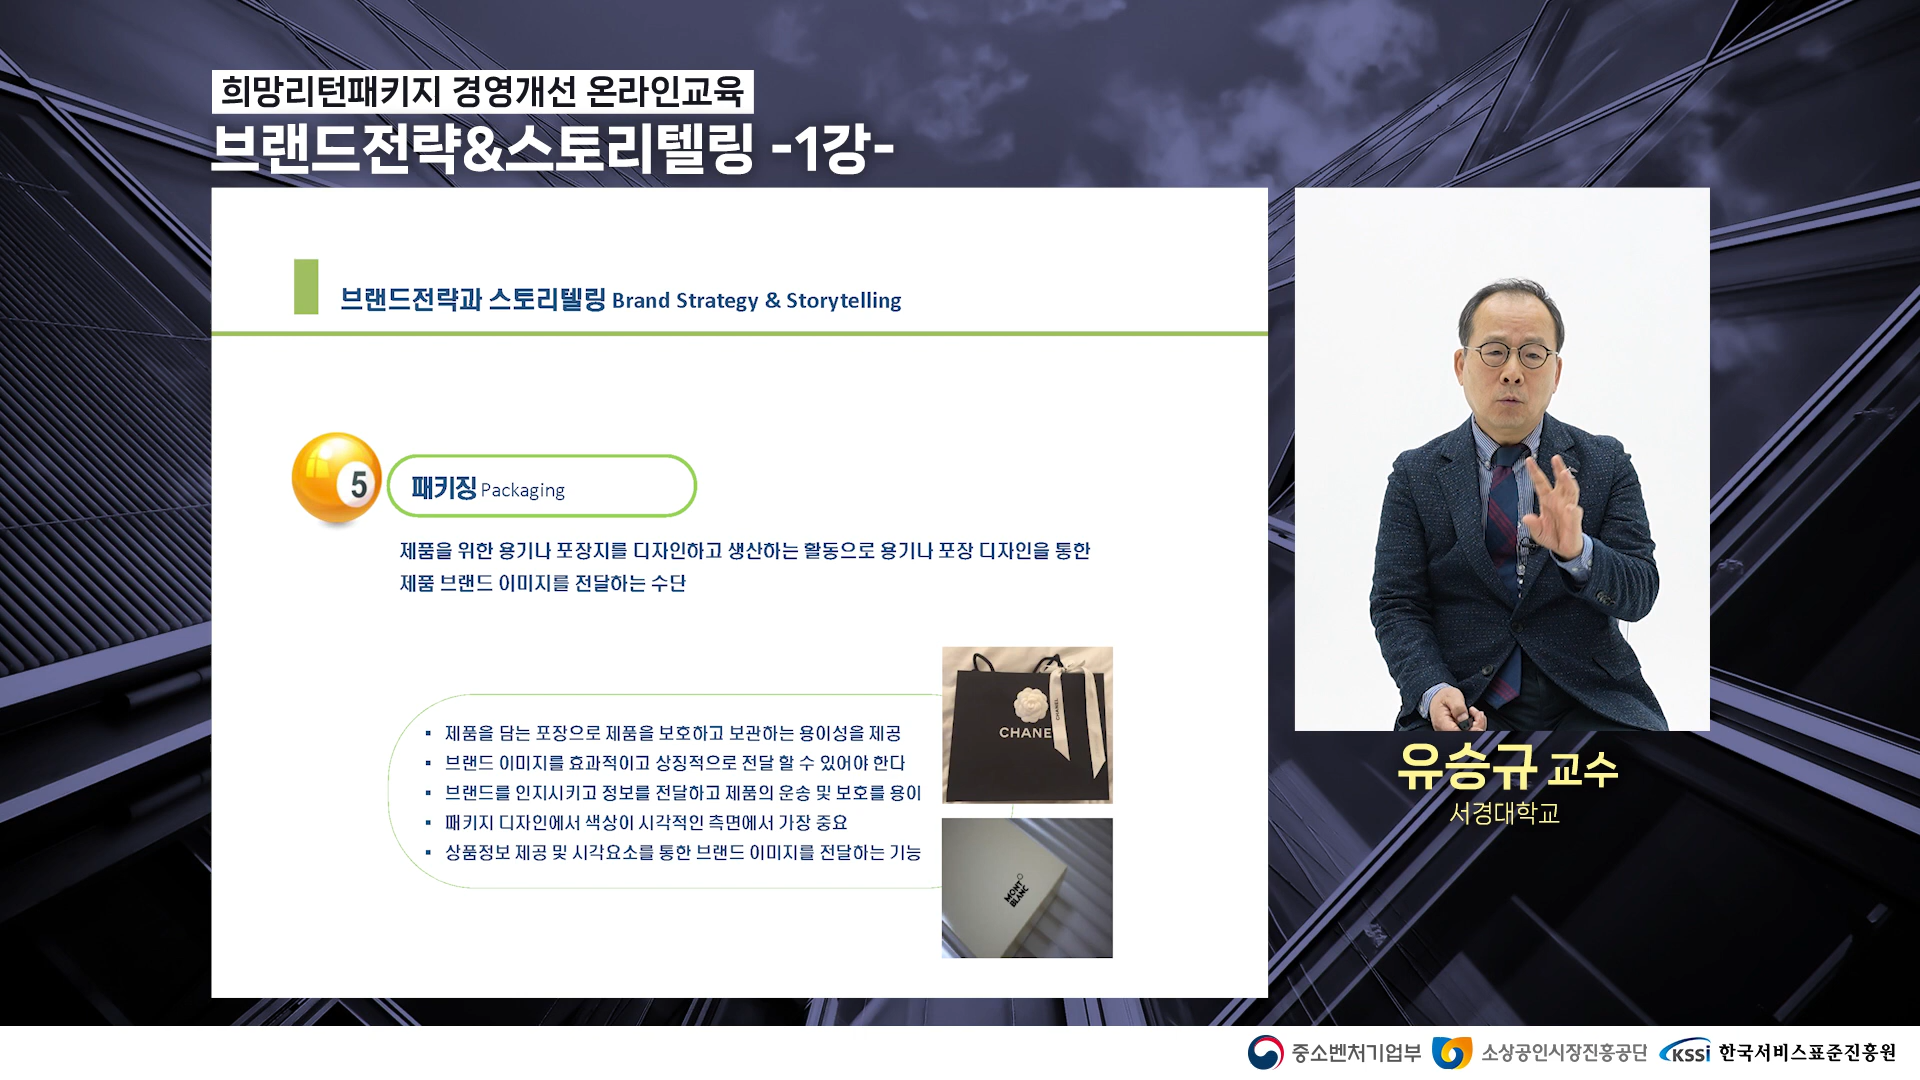 희망리턴패키지 경영개선 온라인교육
브랜드전략&스토리텔링 -1강-
브랜드전략과 스토리텔링 Brand Strategy & Storytelling
5
패키징 Packaging
제품을 위한 용기나 포장지를 디자인하고 생산하는 활동으로 용기나 포장 디자인을 통한
제품 브랜드 이미지를 전달하는 수단
▪ 제품을 담는 포장으로 제품을 보호하고 보관하는 용이성을 제공
▪ 브랜드 이미지를 효과적이고 상징적으로 전달 할 수 있어야 한다
▪ 브랜드를 인지시키고 정보를 전달하고 제품의 운송 및 보호를 용이
▪ 패키지 디자인에서 색상이 시각적인 측면에서 가장 중요
▪ 상품정보 제공 및 시각요소를 통한 브랜드 이미지를 전달하는 기능
CHANE
CHANEL
MONT
BLANC
유승규 교수
서경대학교
중소벤처기업부 소상공인시장진흥공단 KSSi 한국서비스표준진흥원